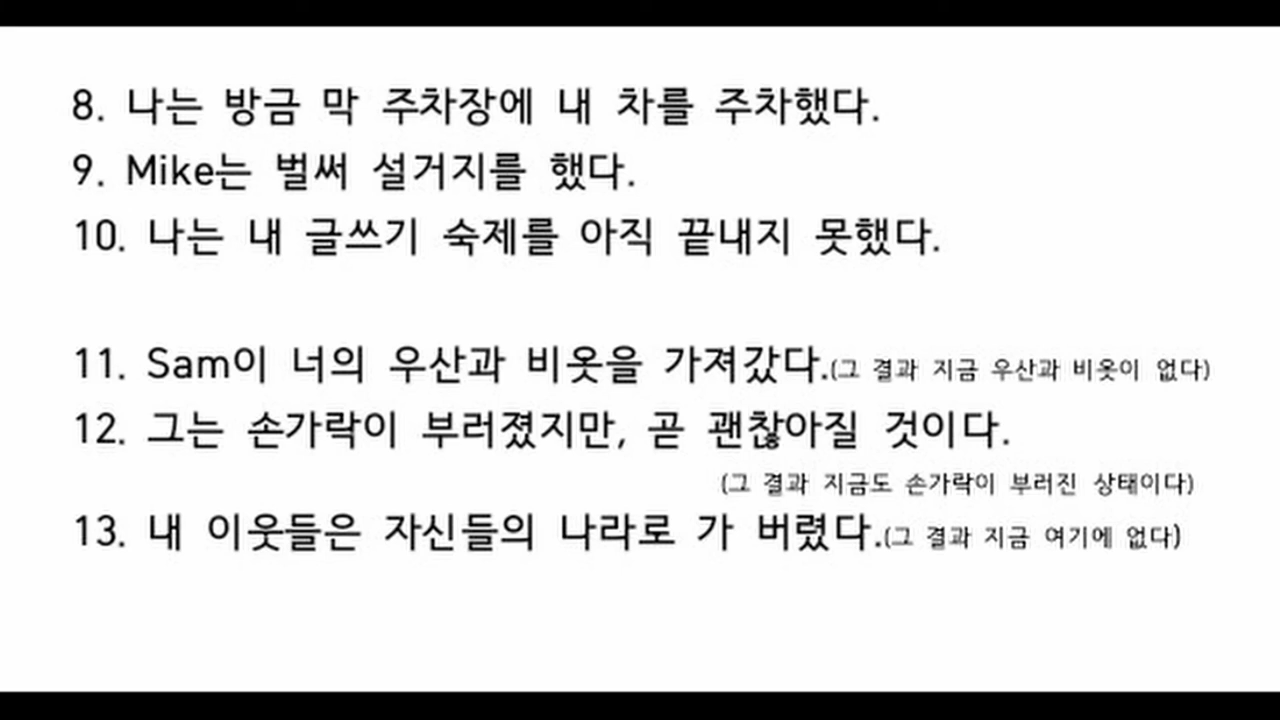 8. 나는 방금 막 주차장에 내 차를 주차했다.
9. Mike는 벌써 설거지를 했다.
10. 나는 내 글쓰기 숙제를 아직 끝내지 못했다.
11. Sam이 너의 우산과 비옷을 가져갔다.(그 결과 지금 우산과 비옷이 없다)
12. 그는 손가락이 부러졌지만, 곧 괜찮아질 것이다.
(그 결과 지금도 손가락이 부러진 상태이다)
13. 내 이웃들은 자신들의 나라로 가 버렸다.(그 결과 지금 여기에 없다)